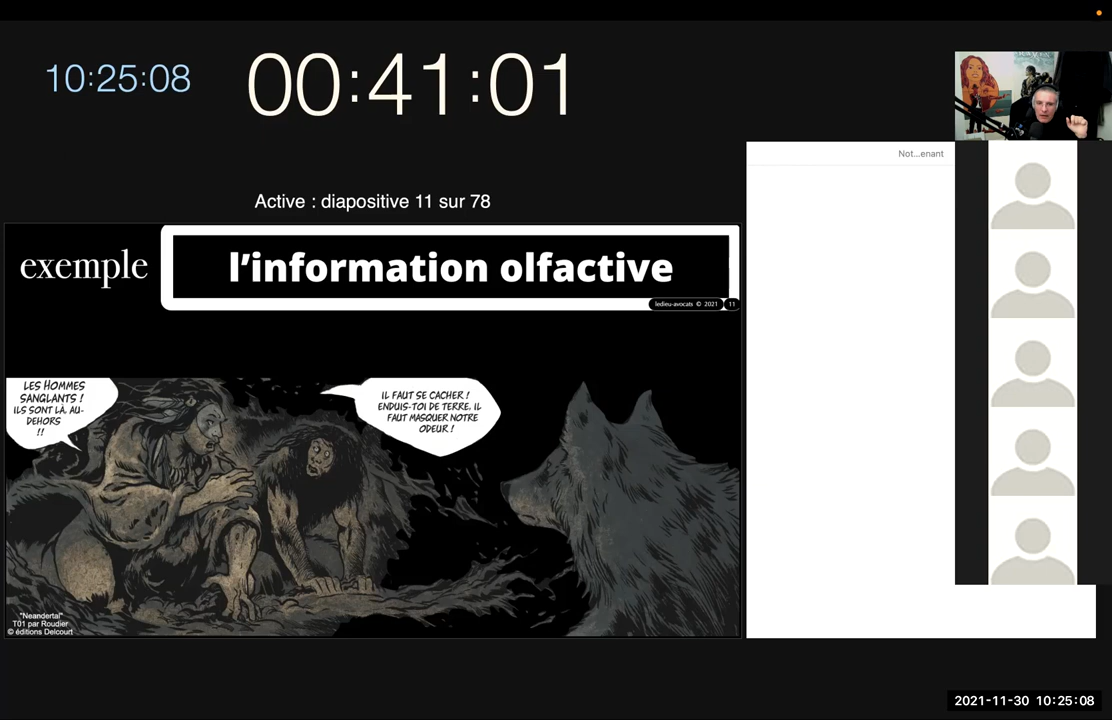 10:25:08
00:41:01
Not...enant
Active : diapositive 11 sur 78
exemple
l’information olfactive
ledieu-avocats © 2021
11
LES HOMMES
SANGLANTS !
ILS SONT LÀ, AU-
DEHORS
!!
IL FAUT SE CACHER !
ENDUIS-TOI DE TERRE, IL
FAUT MASQUER NOTRE
ODEUR !
"Neandertal"
T01 par Roudier
© éditions Delcourt
2021-11-30 10:25:08